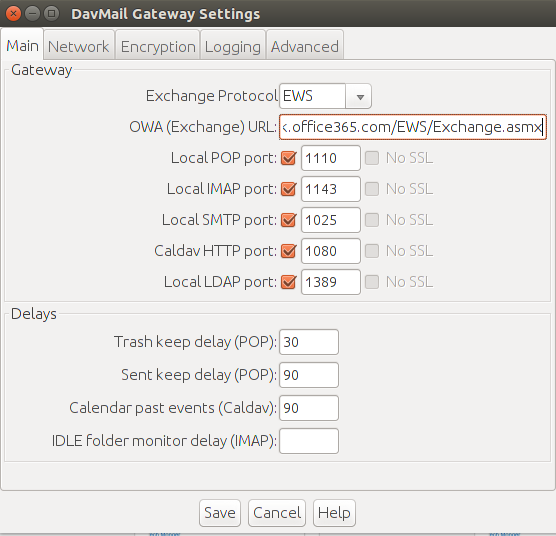 DavMail Gateway Settings
Main Network Encryption Logging Advanced
Gateway
Exchange Protocol EWS
OWA (Exchange) URL: .office365.com/EWS/Exchange.asmx
Local POP port: 1110 No SSL
Local IMAP port: 1143 No SSL
Local SMTP port: 1025 No SSL
Caldav HTTP port: 1080 No SSL
Local LDAP port: 1389 No SSL
Delays
Trash keep delay (POP): 30
Sent keep delay (POP): 90
Calendar past events (Caldav): 90
IDLE folder monitor delay (IMAP):
Save Cancel Help